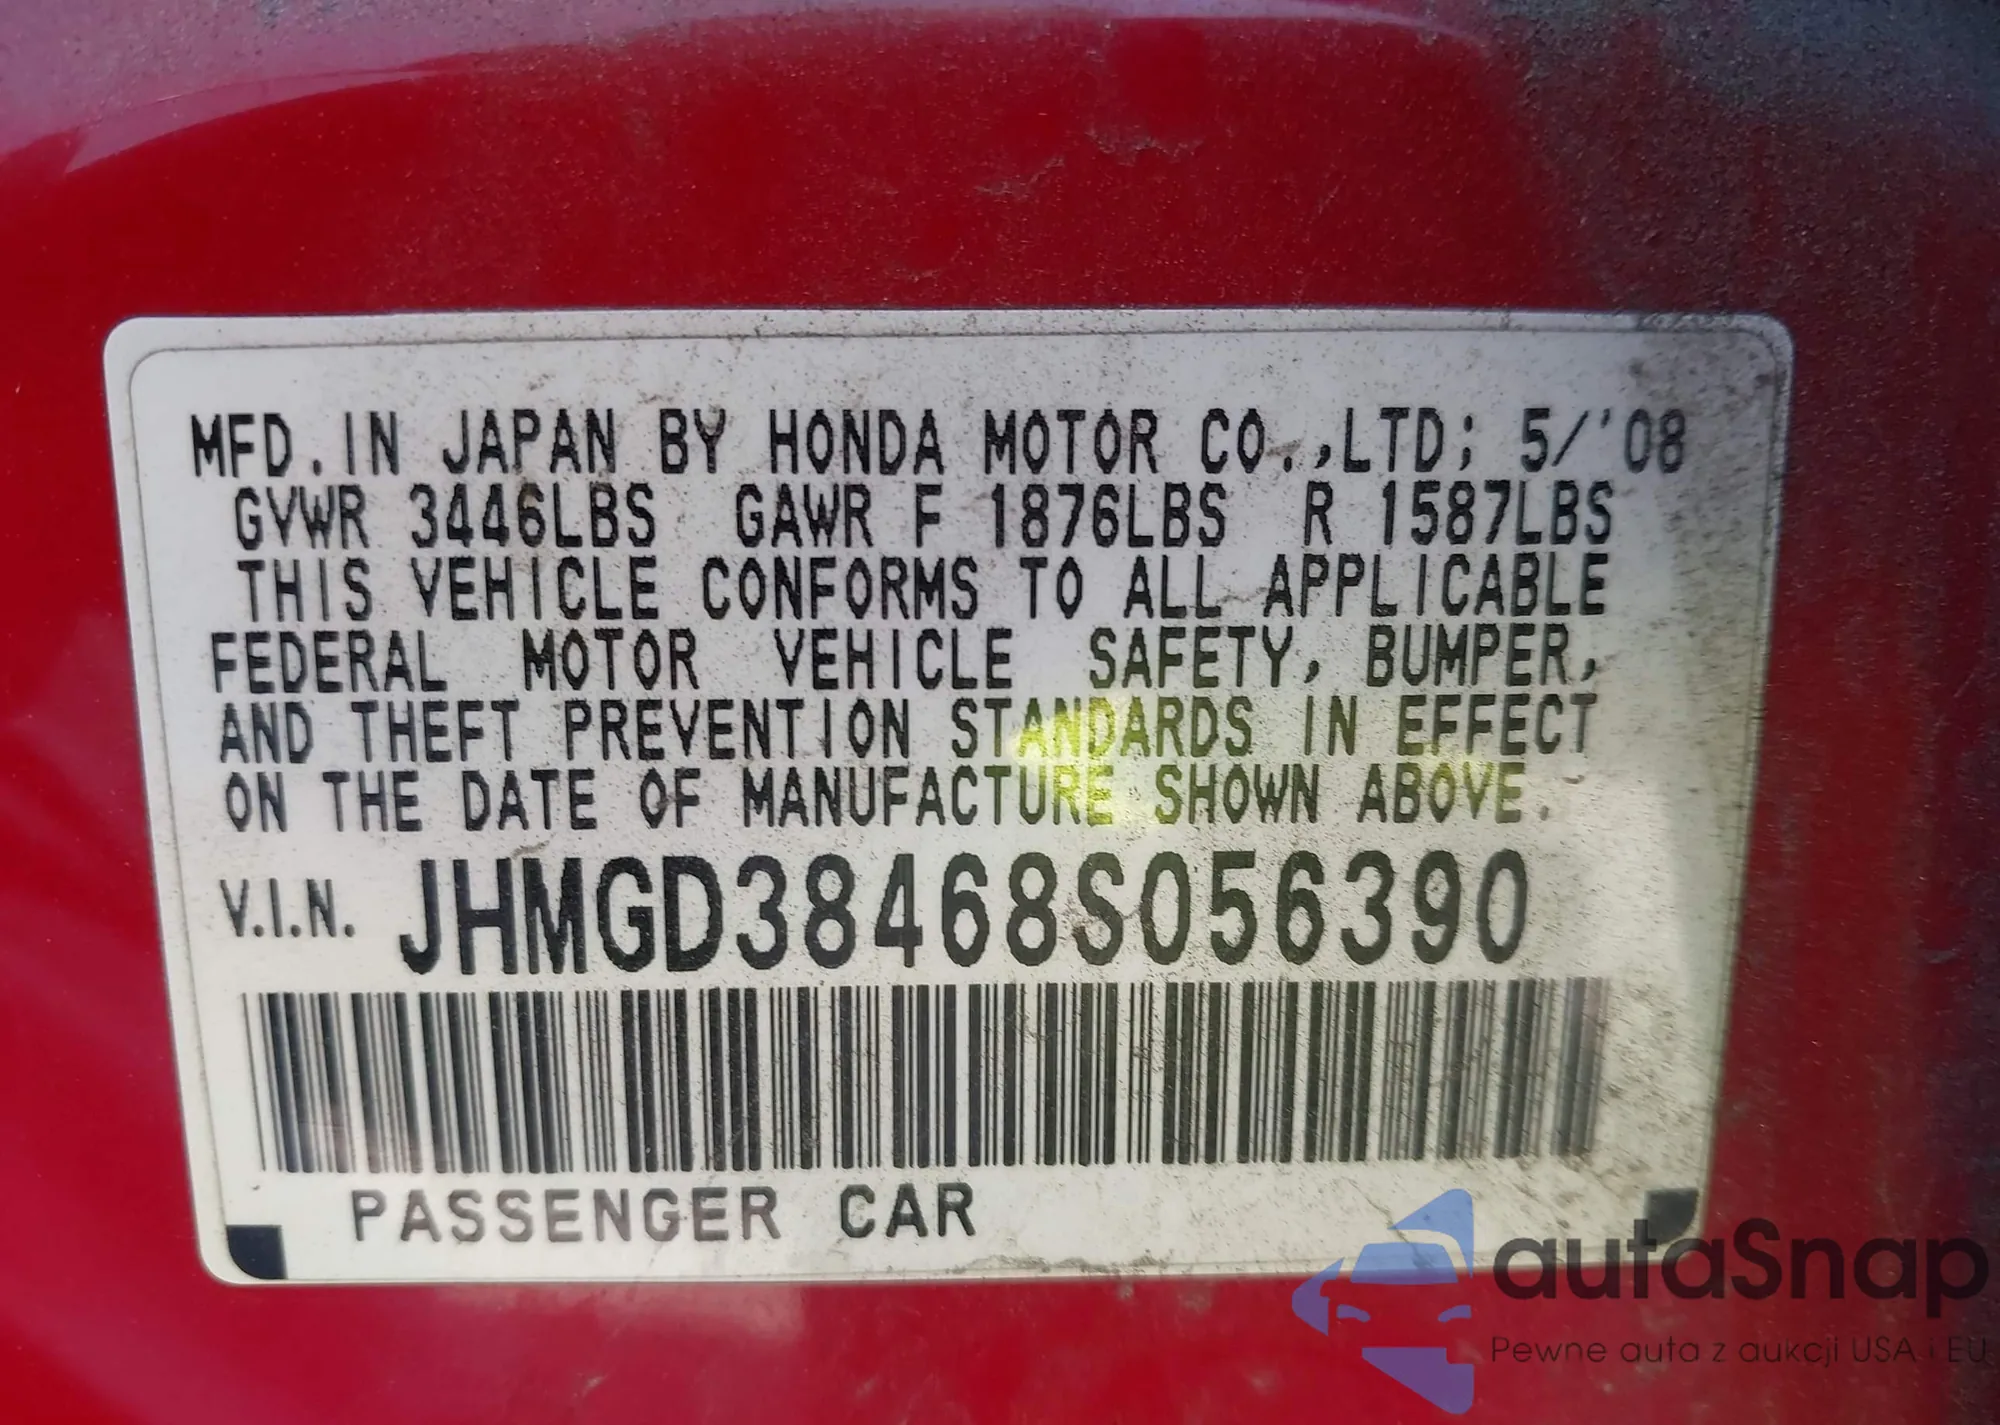 MFD. IN JAPAN BY HONDA MOTOR CO.,LTD; 5/'08
GVWR 3446LBS GAWR F 1876LBS R 1587LBS
THIS VEHICLE CONFORMS TO ALL APPLICABLE
FEDERAL MOTOR VEHICLE SAFETY, BUMPER,
AND THEFT PREVENTION STANDARDS IN EFFECT
ON THE DATE OF MANUFACTURE SHOWN ABOVE.
V.I.N. JHMGD38468S056390
PASSENGER CAR
autaSnap
Pewne auta z aukcji USA i EU